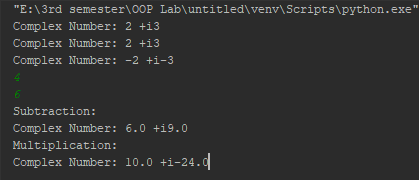 "E:\3rd semester\OOP Lab\untitled\venv\Scripts\python.exe"
Complex Number: 2 +i3
Complex Number: 2 +i3
Complex Number: -2 +i-3
4
6
Subtraction:
Complex Number: 6.0 +i9.0
Multiplication:
Complex Number: 10.0 +i-24.0